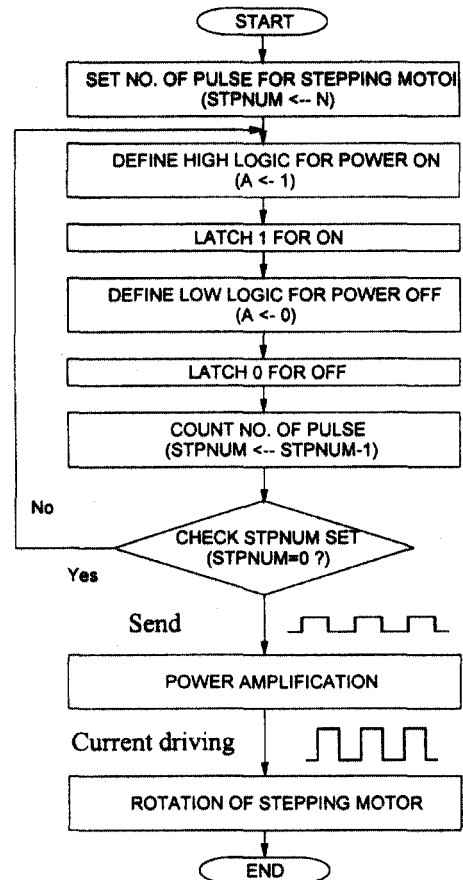 START
SET NO. OF PULSE FOR STEPPING MOTOI
(STPNUM <-- N)
DEFINE HIGH LOGIC FOR POWER ON
(A <- 1)
LATCH 1 FOR ON
DEFINE LOW LOGIC FOR POWER OFF
(A <- 0)
LATCH 0 FOR OFF
COUNT NO. OF PULSE
(STPNUM <-- STPNUM-1)
No
CHECK STPNUM SET
(STPNUM=0 ?)
Yes
Send
POWER AMPLIFICATION
Current driving
ROTATION OF STEPPING MOTOR
END